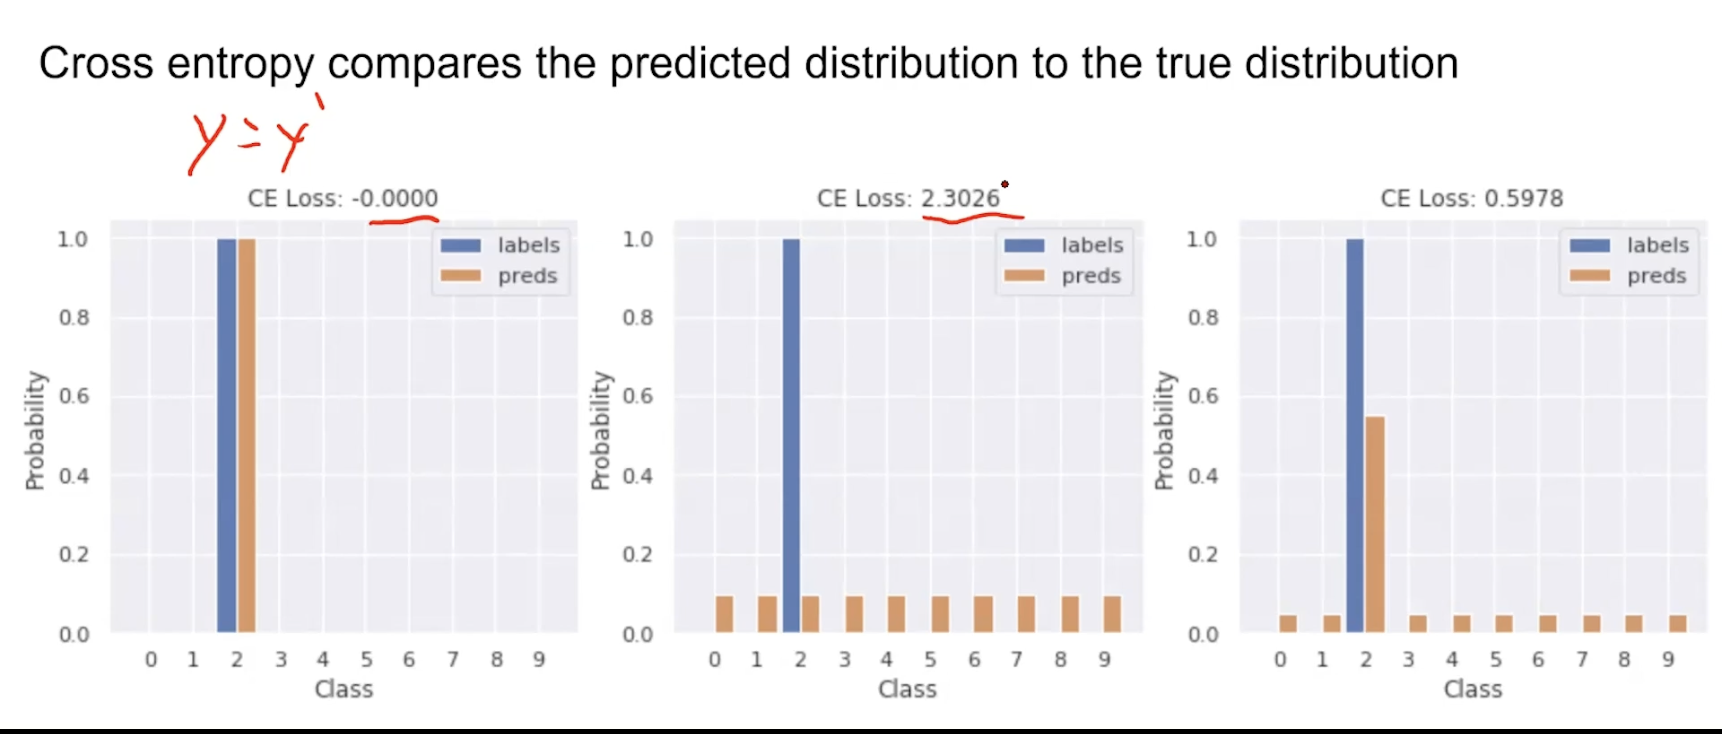 Cross entropy compares the predicted distribution to the true distribution
y = y'
CE Loss: -0.0000
labels
preds
1.0
0.8
0.6
0.4
0.2
0.0
Probability
0 1 2 3 4 5 6 7 8 9
Class
CE Loss: 2.3026
labels
preds
1.0
0.8
0.6
0.4
0.2
0.0
Probability
0 1 2 3 4 5 6 7 8 9
Class
CE Loss: 0.5978
labels
preds
1.0
0.8
0.6
0.4
0.2
0.0
Probability
0 1 2 3 4 5 6 7 8 9
Class